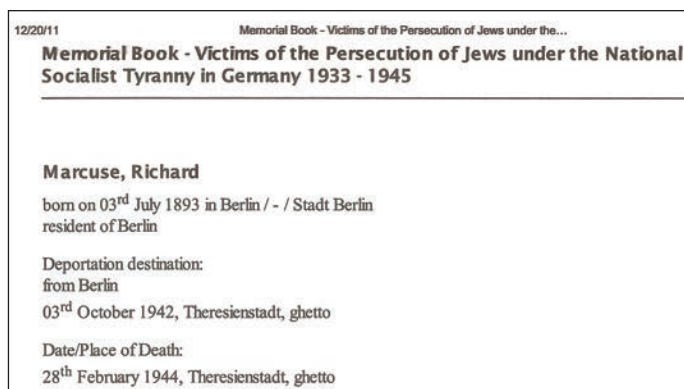 12/20/11 Memorial Book - Victims of the Persecution of Jews under the...
Memorial Book - Victims of the Persecution of Jews under the National
Socialist Tyranny in Germany 1933 - 1945
Marcuse, Richard
born on 03rd July 1893 in Berlin / - / Stadt Berlin
resident of Berlin
Deportation destination:
from Berlin
03rd October 1942, Theresienstadt, ghetto
Date/Place of Death:
28th February 1944, Theresienstadt, ghetto